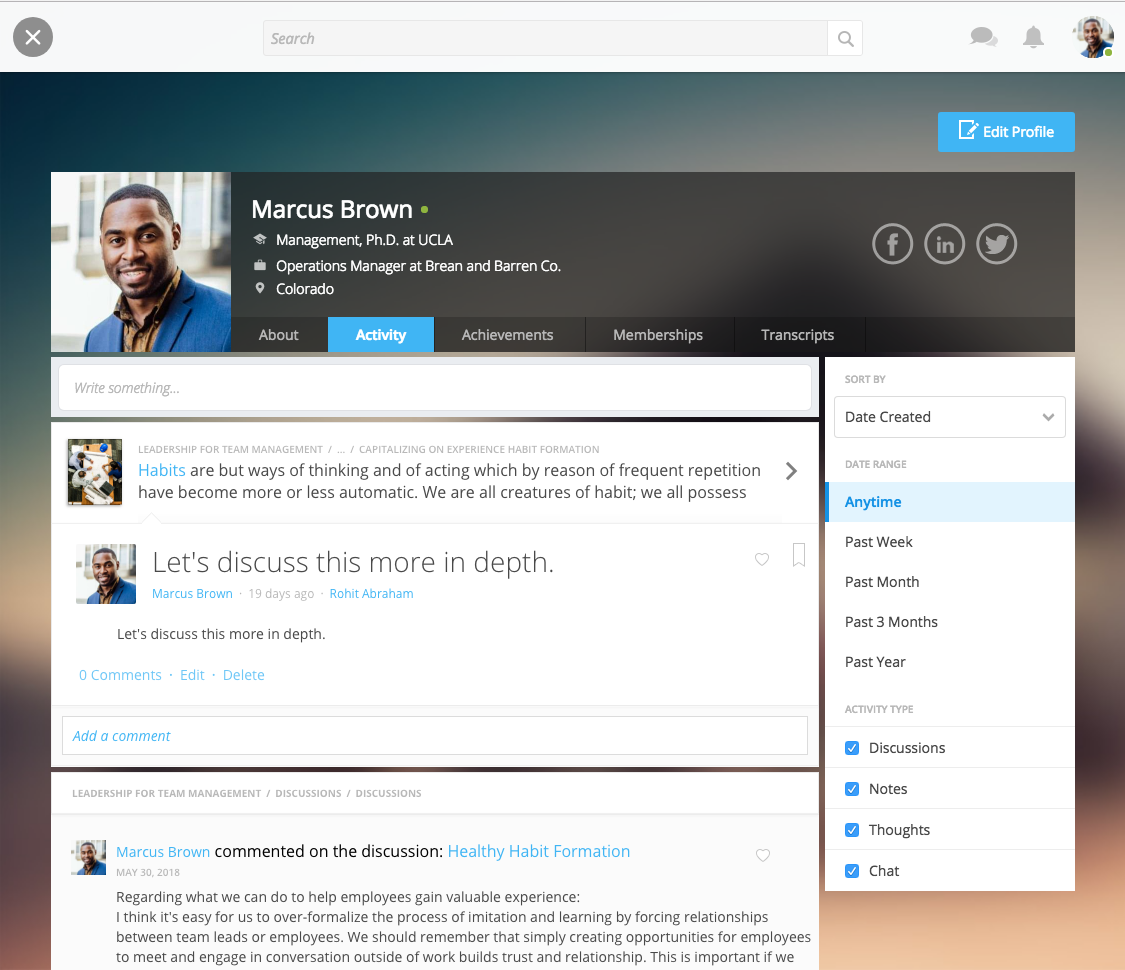 Search
Edit Profile
Marcus Brown
Management, Ph.D. at UCLA
Operations Manager at Brean and Barren Co.
Colorado
f
in
About
Activity
Achievements
Memberships
Transcripts
Write something...
LEADERSHIP FOR TEAM MANAGEMENT / ... / CAPITALIZING ON EXPERIENCE HABIT FORMATION
Habits are but ways of thinking and of acting which by reason of frequent repetition
have become more or less automatic. We are all creatures of habit; we all possess
Let's discuss this more in depth.
Marcus Brown · 19 days ago · Rohit Abraham
Let's discuss this more in depth.
0 Comments · Edit · Delete
Add a comment
LEADERSHIP FOR TEAM MANAGEMENT / DISCUSSIONS / DISCUSSIONS
Marcus Brown commented on the discussion: Healthy Habit Formation
MAY 30, 2018
Regarding what we can do to help employees gain valuable experience:
I think it's easy for us to over-formalize the process of imitation and learning by forcing relationships
between team leads or employees. We should remember that simply creating opportunities for employees
to meet and engage in conversation outside of work builds trust and relationship. This is important if we
SORT BY
Date Created
DATE RANGE
Anytime
Past Week
Past Month
Past 3 Months
Past Year
ACTIVITY TYPE
Discussions
Notes
Thoughts
Chat